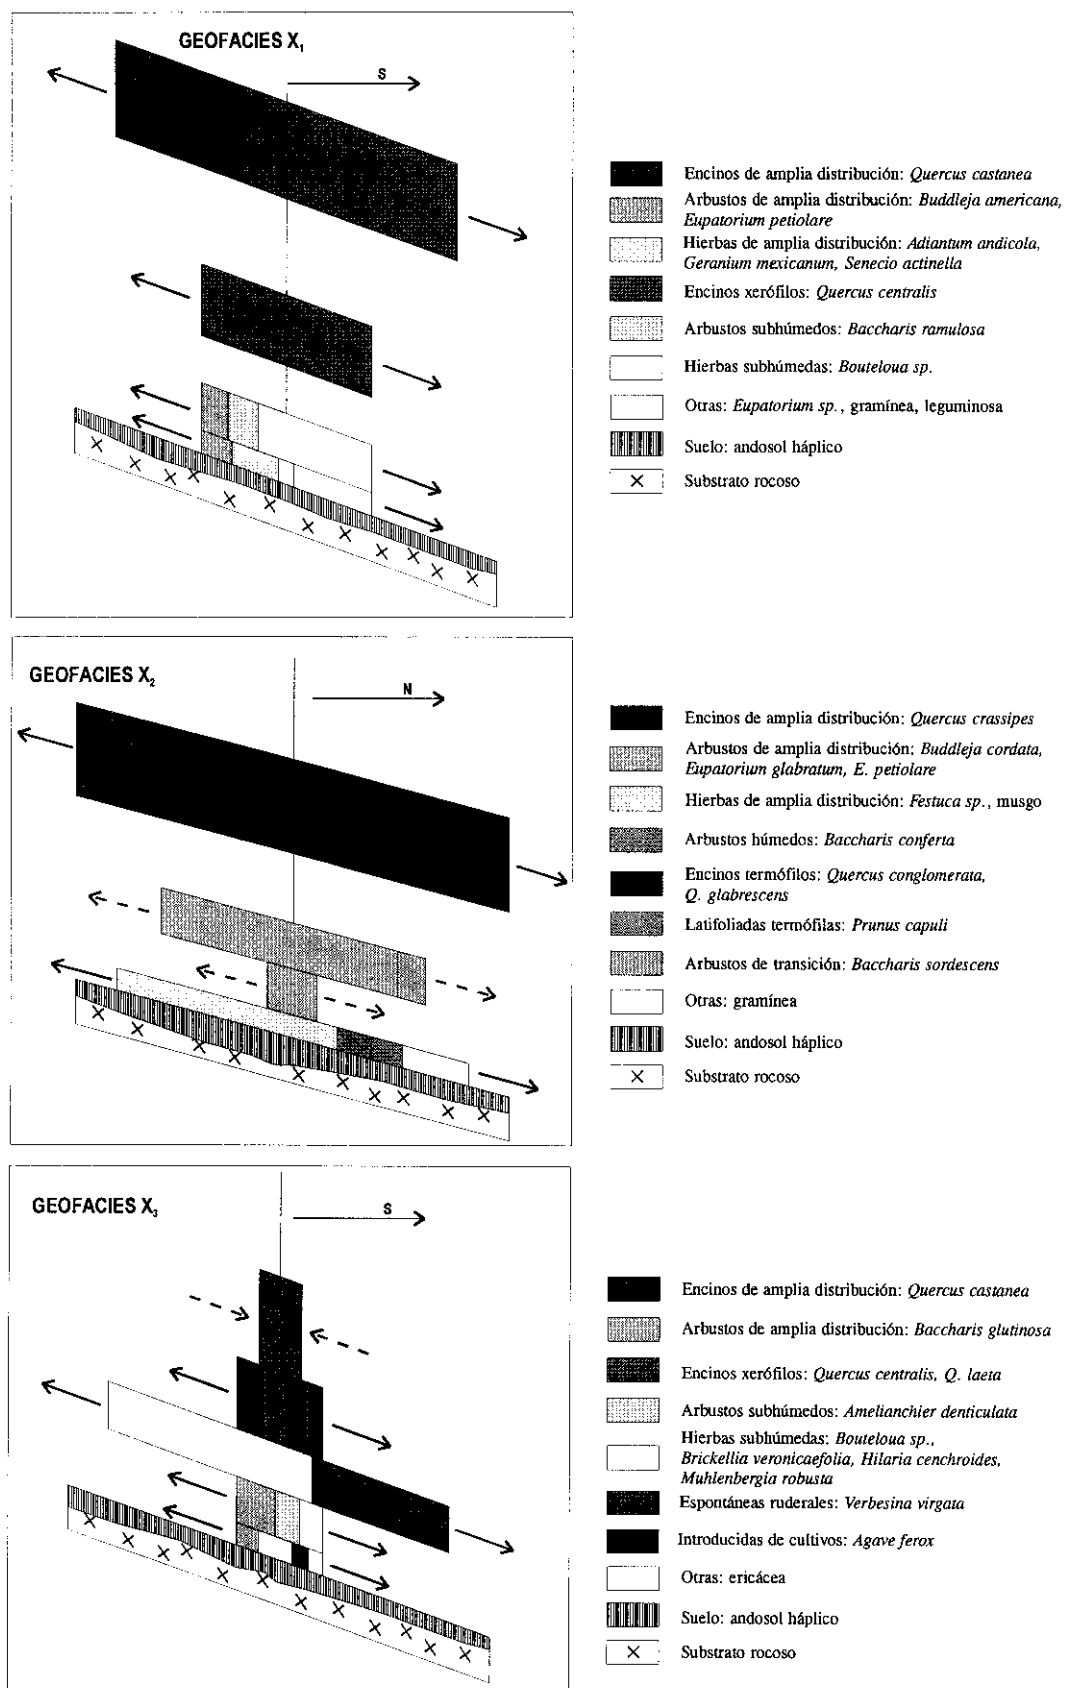 GEOFACIES X₁
S
Encinos de amplia distribución: Quercus castanea
Arbustos de amplia distribución: Buddleja americana,
Eupatorium petiolare
Hierbas de amplia distribución: Adiantum andicola,
Geranium mexicanum, Senecio actinella
Encinos xerófilos: Quercus centralis
Arbustos subhúmedos: Baccharis ramulosa
Hierbas subhúmedas: Bouteloua sp.
Otras: Eupatorium sp., gramínea, leguminosa
Suelo: andosol háplico
Substrato rocoso
GEOFACIES X₂
N
Encinos de amplia distribución: Quercus crassipes
Arbustos de amplia distribución: Buddleja cordata,
Eupatorium glabratum, E. petiolare
Hierbas de amplia distribución: Festuca sp., musgo
Arbustos húmedos: Baccharis conferta
Encinos termófilos: Quercus conglomerata,
Q. glabrescens
Latifoliadas termófilas: Prunus capuli
Arbustos de transición: Baccharis sordescens
Otras: gramínea
Suelo: andosol háplico
Substrato rocoso
GEOFACIES X₃
S
Encinos de amplia distribución: Quercus castanea
Arbustos de amplia distribución: Baccharis glutinosa
Encinos xerófilos: Quercus centralis, Q. laeta
Arbustos subhúmedos: Amelianchier denticulata
Hierbas subhúmedas: Bouteloua sp.,
Brickellia veronicaefolia, Hilaria cenchroides,
Muhlenbergia robusta
Espontáneas ruderales: Verbesina virgata
Introducidas de cultivos: Agave ferox
Otras: ericácea
Suelo: andosol háplico
Substrato rocoso